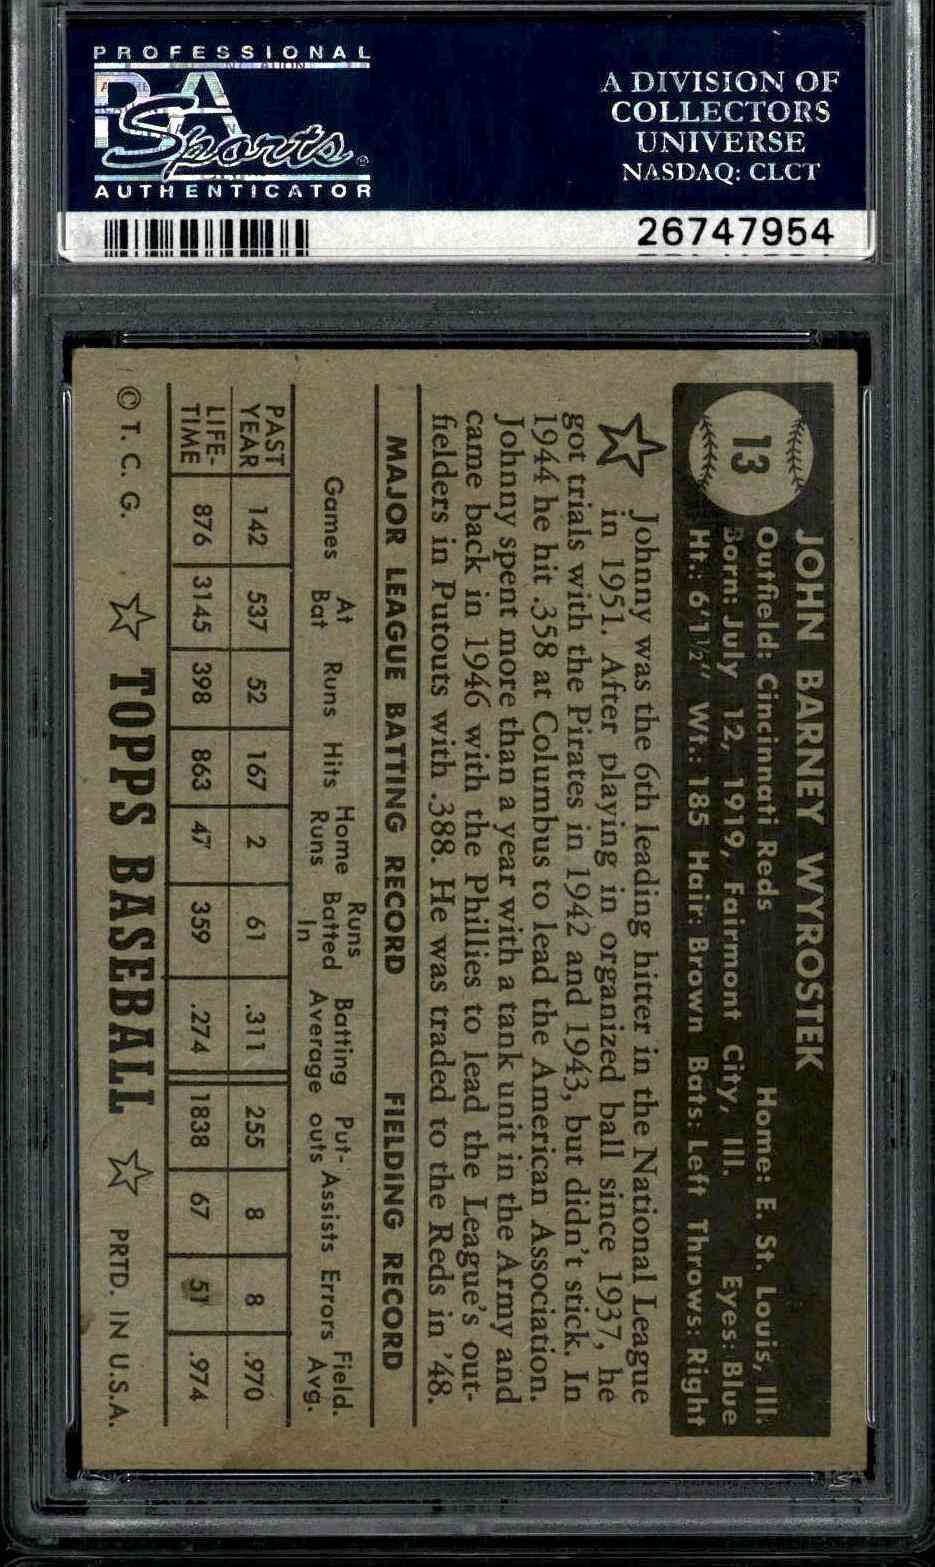 PROFESSIONAL
PSA
Sports
AUTHENTICATOR
A DIVISION OF
COLLECTORS
UNIVERSE
NASDAQ: CLCT
26747954
13
JOHN BARNEY WYROSTEK
Outfield: Cincinnati Reds Home: E. St. Louis, Ill.
Born: July 12, 1919, Fairmont City, Ill. Eyes: Blue
Ht.: 6'1½" Wt.: 185 Hair: Brown Bats: Left Throws: Right
Johnny was the 6th leading hitter in the National League
in 1951. After playing in organized ball since 1937, he
got trials with the Pirates in 1942 and 1943, but didn't stick. In
1944 he hit .358 at Columbus to lead the American Association.
Johnny spent more than a year with a tank unit in the Army and
came back in 1946 with the Phillies to lead the League's out-
fielders in Putouts with .388. He was traded to the Reds in '48.
MAJOR LEAGUE BATTING RECORD FIELDING RECORD
Games At Bat Runs Hits Home Runs Runs Batted In Batting Average Put-outs Assists Errors Field. Avg.
PAST YEAR 142 537 52 167 2 61 .311 255 8 8 .970
LIFE-TIME 876 3145 398 863 47 359 .274 1838 67 51 .974
© T. C. G. TOPPS BASEBALL PRTD. IN U.S.A.